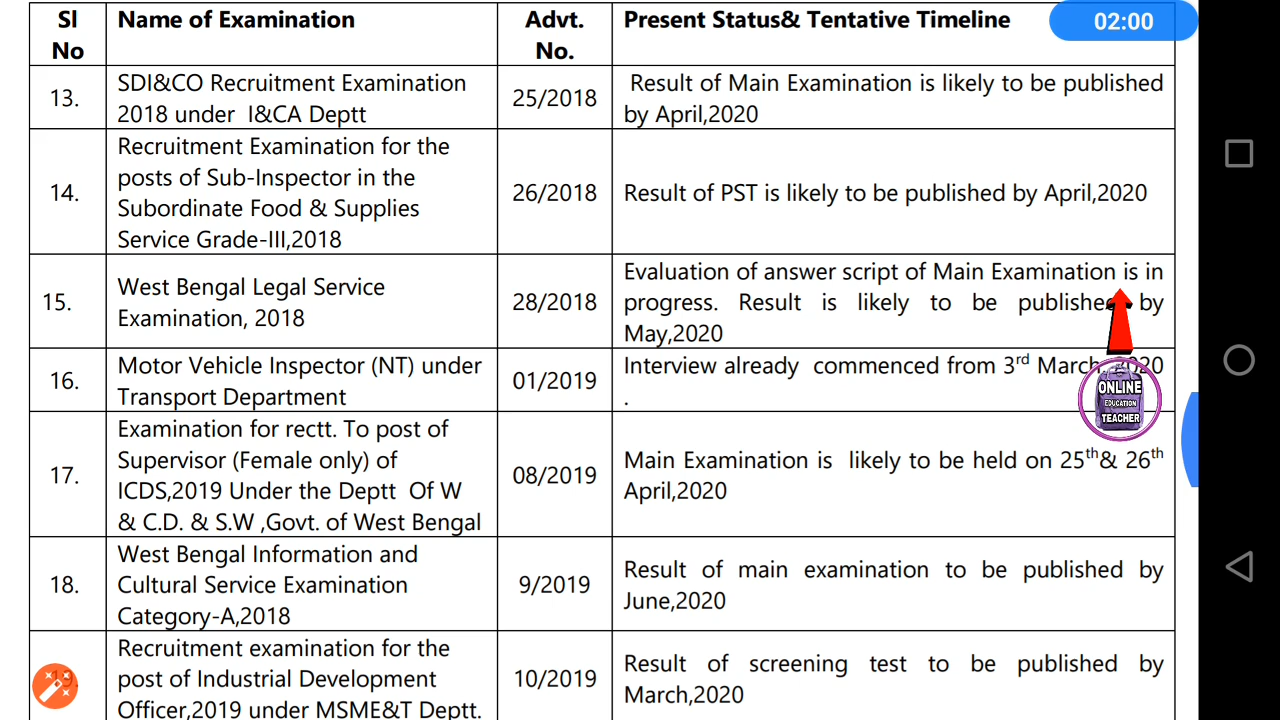 Sl No
Name of Examination
Advt. No.
Present Status& Tentative Timeline
02:00
13.
SDI&CO Recruitment Examination
2018 under I&CA Deptt
25/2018
Result of Main Examination is likely to be published
by April,2020
14.
Recruitment Examination for the
posts of Sub-Inspector in the
Subordinate Food & Supplies
Service Grade-III,2018
26/2018
Result of PST is likely to be published by April,2020
15.
West Bengal Legal Service
Examination, 2018
28/2018
Evaluation of answer script of Main Examination is in
progress. Result is likely to be published by
May,2020
16.
Motor Vehicle Inspector (NT) under
Transport Department
01/2019
Interview already commenced from 3rd March, 2020
.
ONLINE
EDUCATION
TEACHER
17.
Examination for rectt. To post of
Supervisor (Female only) of
ICDS,2019 Under the Deptt Of W
& C.D. & S.W ,Govt. of West Bengal
08/2019
Main Examination is likely to be held on 25th& 26th
April,2020
18.
West Bengal Information and
Cultural Service Examination
Category-A,2018
9/2019
Result of main examination to be published by
June,2020
19.
Recruitment examination for the
post of Industrial Development
Officer,2019 under MSME&T Deptt.
10/2019
Result of screening test to be published by
March,2020